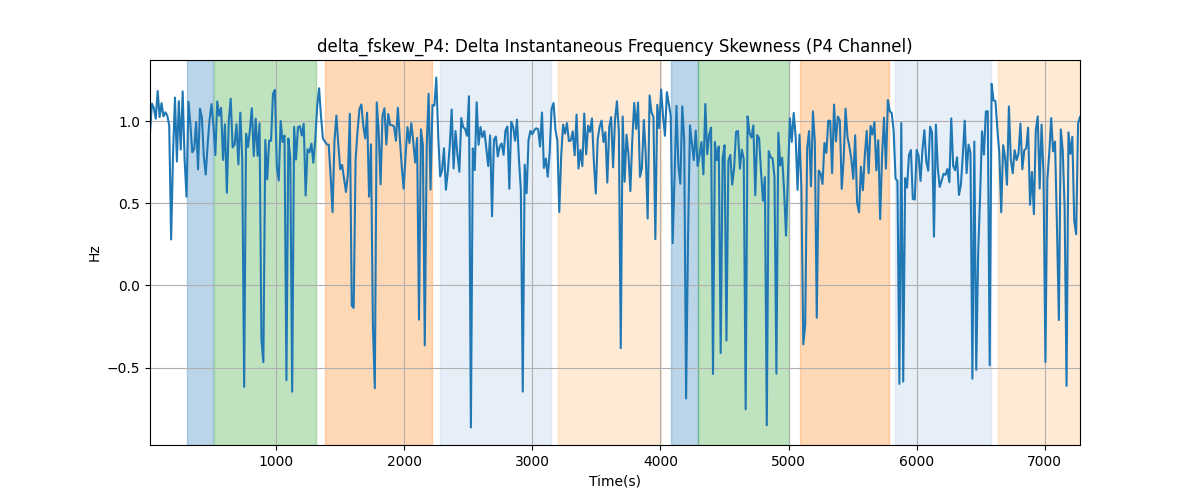 delta_fskew_P4: Delta Instantaneous Frequency Skewness (P4 Channel)
1.0
0.5
0.0
−0.5
Hz
1000 2000 3000 4000 5000 6000 7000
Time(s)